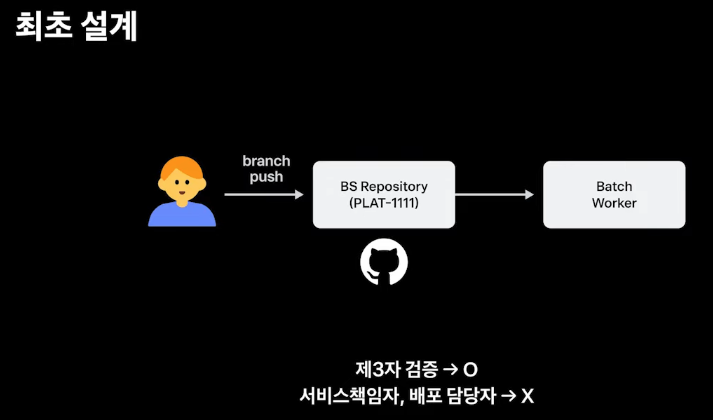 최초 설계
branch
push
BS Repository
(PLAT-1111)
Batch
Worker
제3자 검증 → O
서비스책임자, 배포 담당자 → X